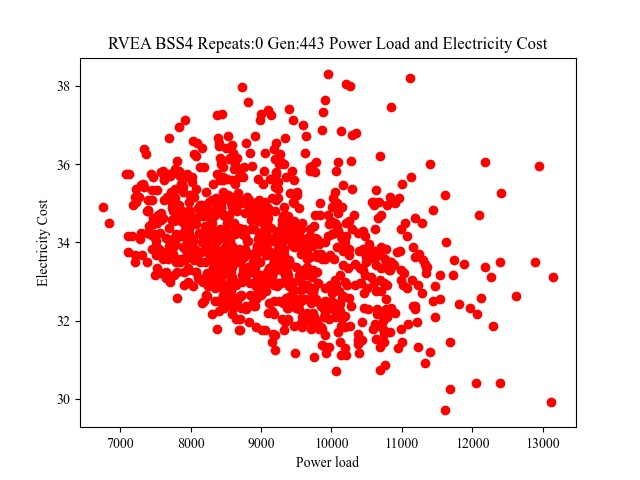 RVEA BSS4 Repeats:0 Gen:443 Power Load and Electricity Cost
38
36
34
32
30
Electricity Cost
7000 8000 9000 10000 11000 12000 13000
Power load